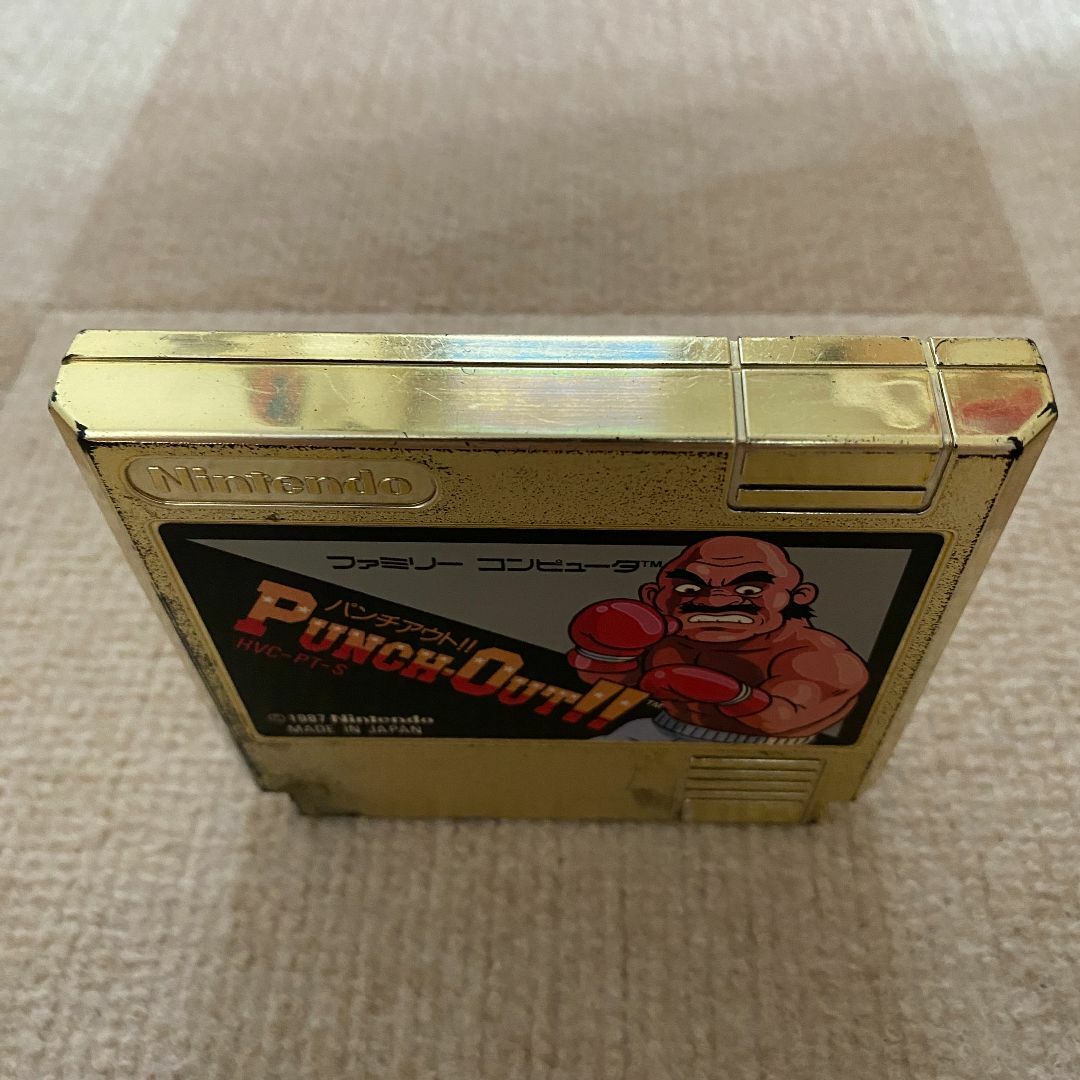 Nintendo
ファミリー コンピュータ™
パンチアウト!!
PUNCH-OUT!!™
HVC-PT-S
©1987 Nintendo
MADE IN JAPAN